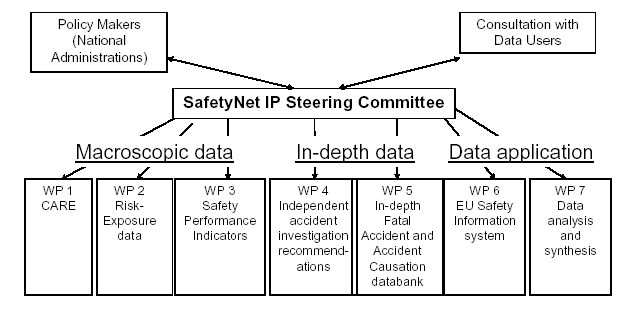 Policy Makers
(National
Administrations)
Consultation with
Data Users
SafetyNet IP Steering Committee
Macroscopic data
In-depth data
Data application
WP 1
CARE
WP 2
Risk-
Exposure
data
WP 3
Safety
Performance
Indicators
WP 4
Independent
accident
investigation
recommend-
ations
WP 5
In-depth
Fatal
Accident and
Accident
Causation
databank
WP 6
EU Safety
Information
system
WP 7
Data
analysis
and
synthesis